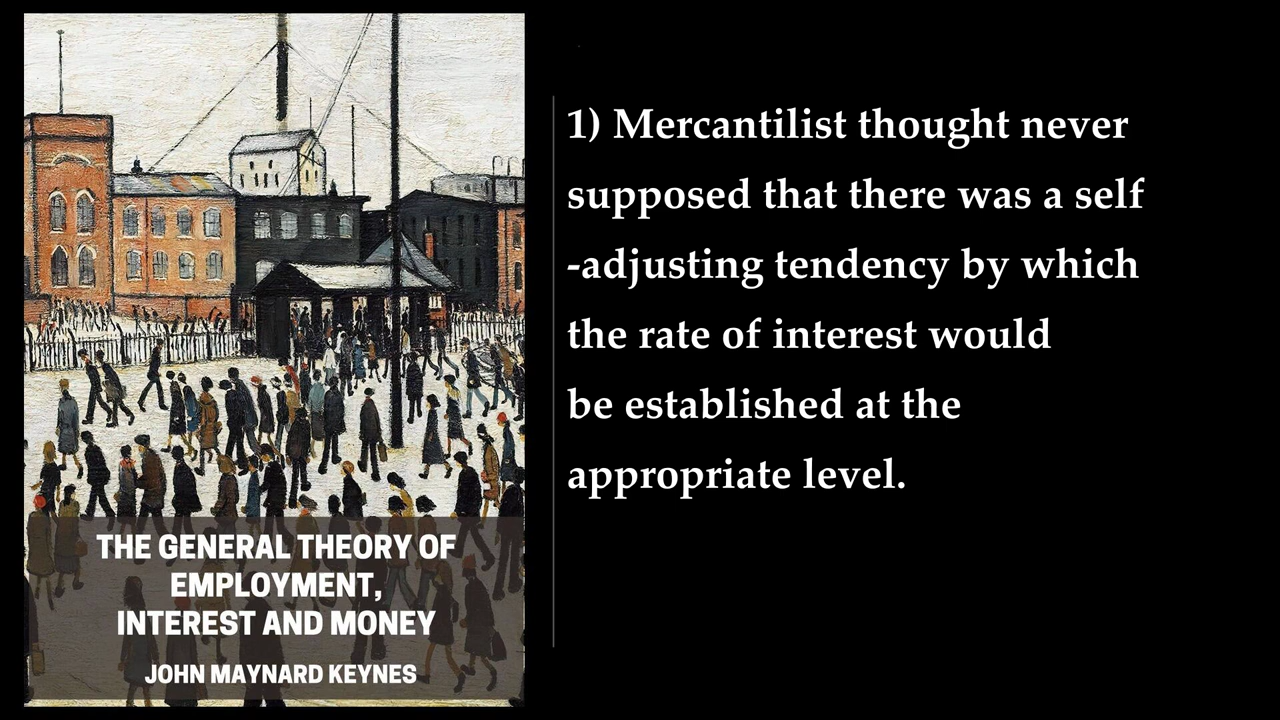 THE GENERAL THEORY OF
EMPLOYMENT,
INTEREST AND MONEY
JOHN MAYNARD KEYNES
1) Mercantilist thought never
supposed that there was a self
-adjusting tendency by which
the rate of interest would
be established at the
appropriate level.